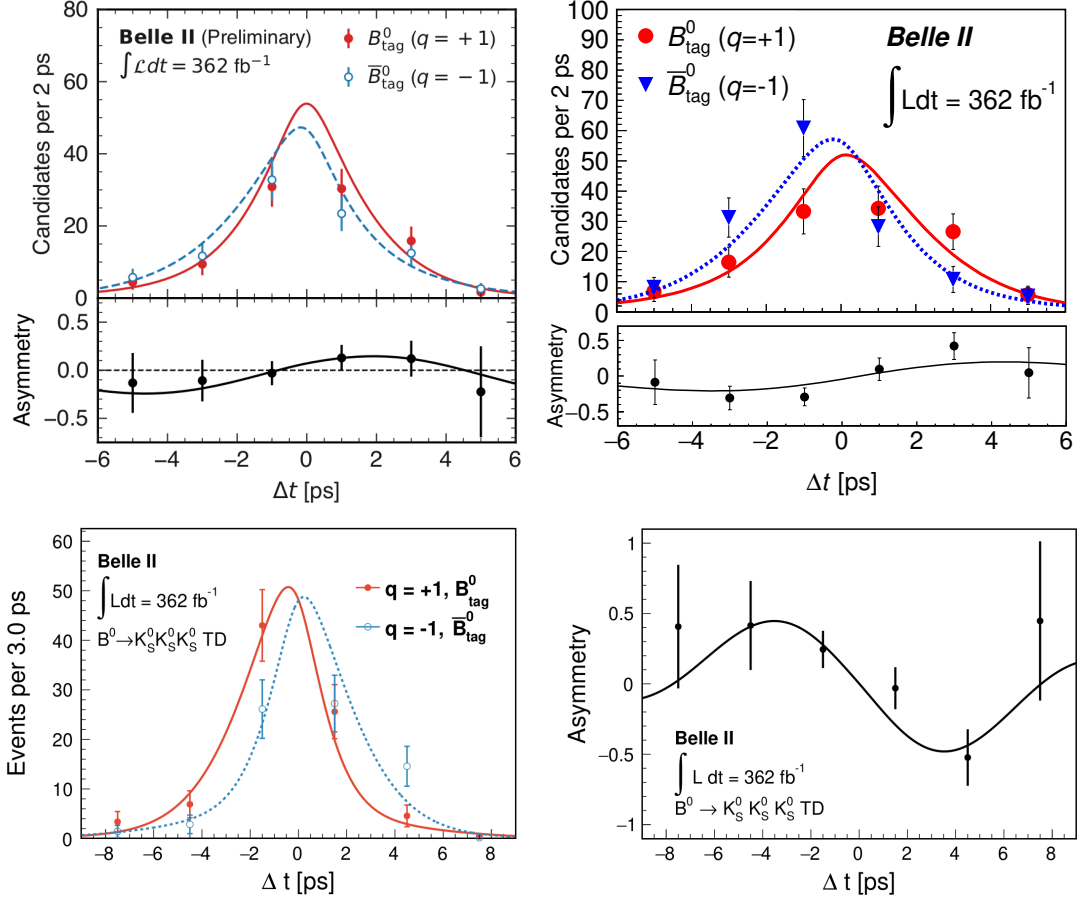 Belle II (Preliminary)
∫ℒdt = 362 fb⁻¹
B⁰tag (q = +1)
B̅⁰tag (q = −1)
Candidates per 2 ps
80
60
40
20
0
Asymmetry
0.5
0.0
−0.5
−6 −4 −2 0 2 4 6
Δt [ps]
Belle II
∫Ldt = 362 fb⁻¹
B⁰tag (q=+1)
B̅⁰tag (q=-1)
Candidates per 2 ps
100
90
80
70
60
50
40
30
20
10
0
Asymmetry
0.5
0
−0.5
−6 −4 −2 0 2 4 6
Δt [ps]
Belle II
∫Ldt = 362 fb⁻¹
B⁰→K⁰SK⁰SK⁰S TD
q = +1, B⁰tag
q = -1, B̅⁰tag
Events per 3.0 ps
60
50
40
30
20
10
0
−8 −6 −4 −2 0 2 4 6 8
Δ t [ps]
Asymmetry
1
0.5
0
−0.5
−1
Belle II
∫L dt = 362 fb⁻¹
B⁰ → K⁰S K⁰S K⁰S TD
−8 −6 −4 −2 0 2 4 6 8
Δ t [ps]